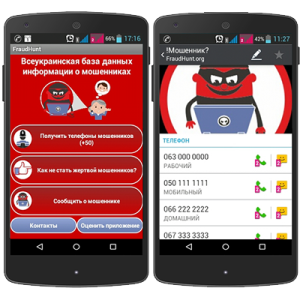 66% 17:16
FraudHunt
Всеукраинская база данных
информации о мошенниках
Получить телефоны мошенников
(+50)
Как не стать жертвой мошенников?
Сообщить о мошеннике
Контакты
Оценить приложение
42% 11:27
!Мошенник?
FraudHunt.org
ТЕЛЕФОН
063 000 0000
РАБОЧИЙ
050 111 1111
МОБИЛЬНЫЙ
066 222 2222
ДОМАШНИЙ
067 333 3333